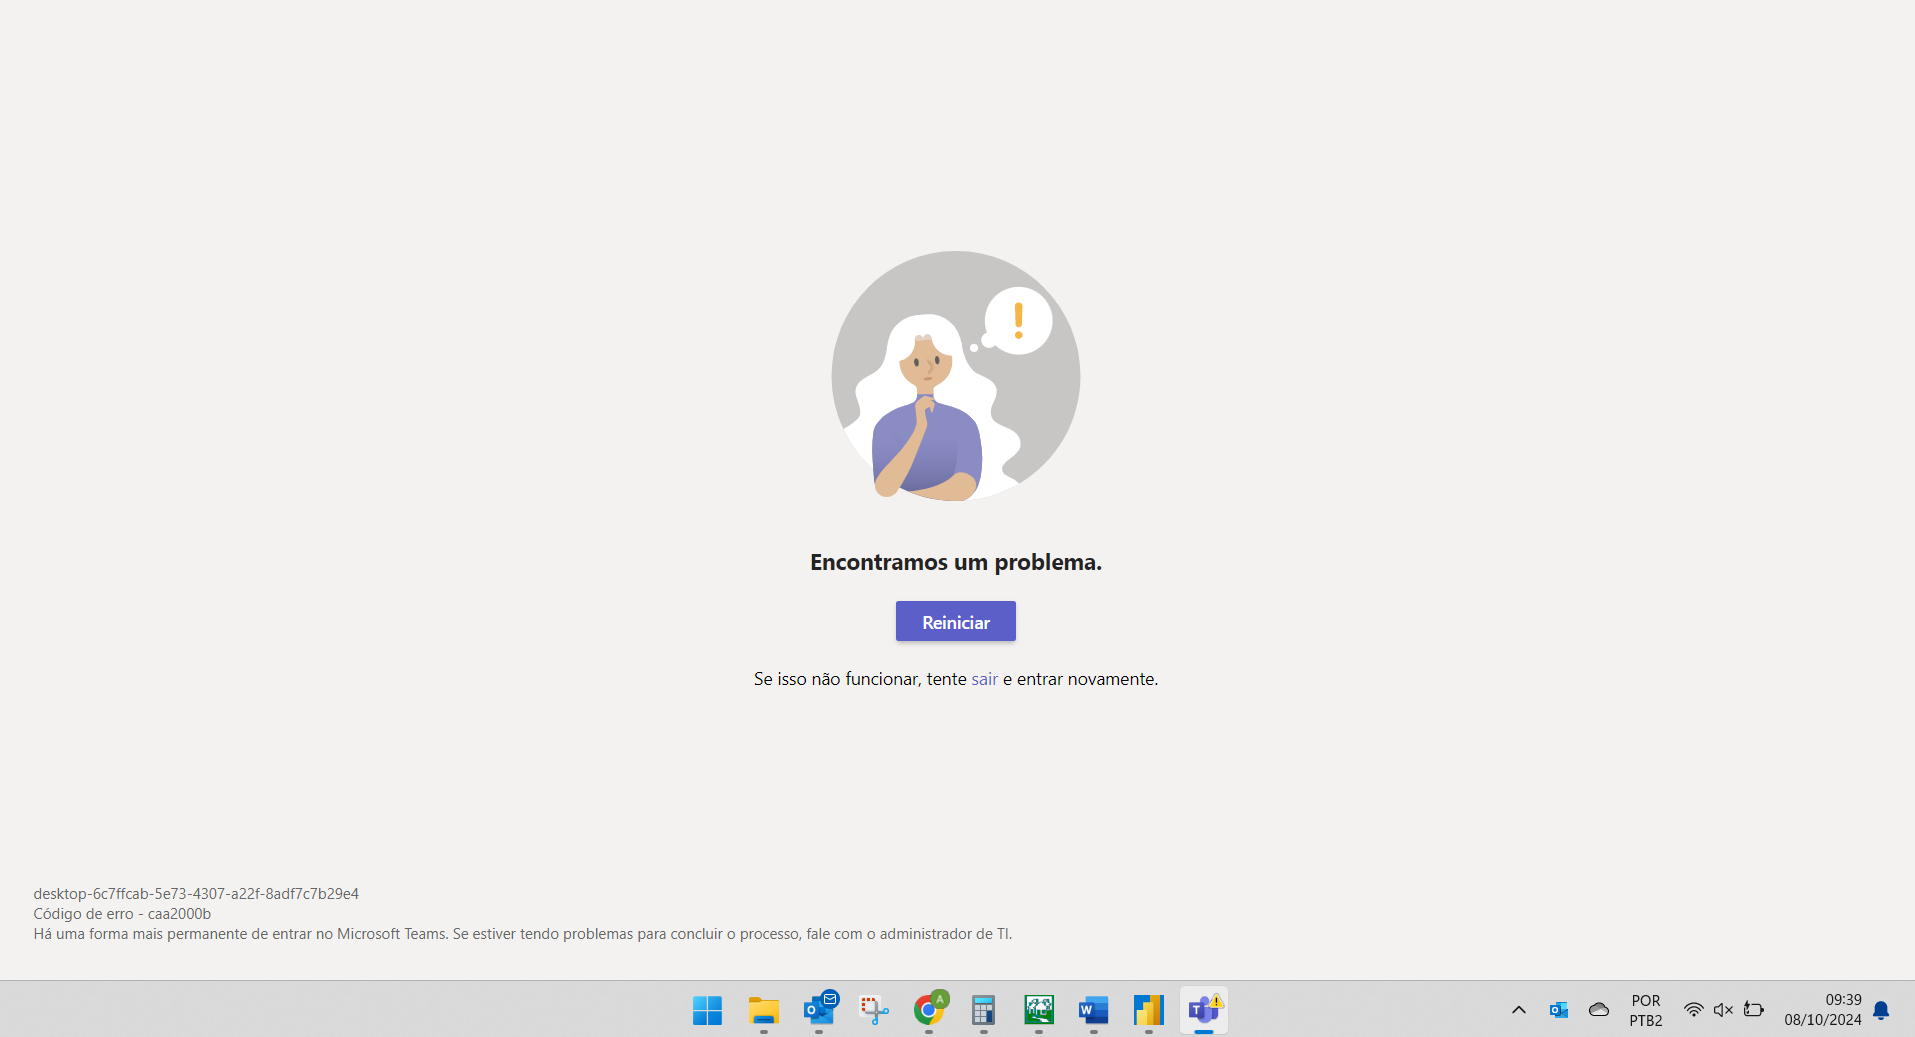 Encontramos um problema.
Reiniciar
Se isso não funcionar, tente sair e entrar novamente.
desktop-6c7ffcab-5e73-4307-a22f-8adf7c7b29e4
Código de erro - caa2000b
Há uma forma mais permanente de entrar no Microsoft Teams. Se estiver tendo problemas para concluir o processo, fale com o administrador de TI.
POR
PTB2
09:39
08/10/2024